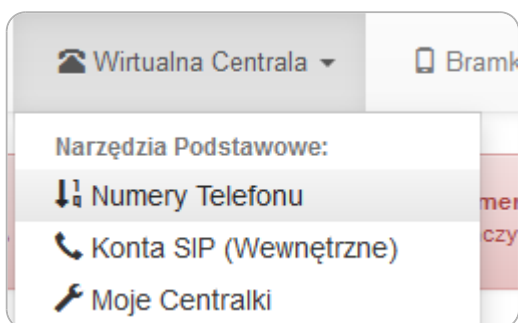 Wirtualna Centrala
Narzędzia Podstawowe:
Numery Telefonu
Konta SIP (Wewnętrzne)
Moje Centralki